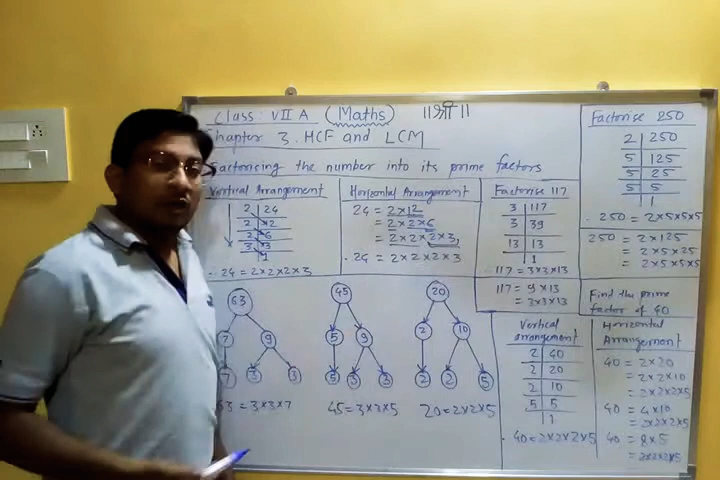 Class: VII A (Maths) ॥श्री॥
Chapter 3. HCF and LCM
Factorising the number into its prime factors
Vertical Arrangement
2 | 24
2
2 | 6
3 | 3
1
∴ 24 = 2×2×2×3
Horizontal Arrangement
24 = 2×12
= 2×2×6
= 2×2×2×3,
∴ 24 = 2×2×2×3
Factorise 117
3 | 117
3 | 39
13 | 13
1
∴ 117 = 3×3×13
117 = 9×13
= 3×3×13
Factorise 250
2 | 250
5 | 125
5 | 25
5 | 5
1
∴ 250 = 2×5×5×5
250 = 2×125
= 2×5×25
= 2×5×5×5
63
7 9
7 3 3
63 = 3×3×7
45
5 9
5 3 3
45 = 3×3×5
20
2 10
2 2 5
20 = 2×2×5
Find the prime
factor of 40
Vertical
arrangement
2 | 40
2 | 20
2 | 10
5 | 5
1
∴ 40 = 2×2×2×5
Horizontal
Arrangement
40 = 2×20
= 2×2×10
= 2×2×2×5
40 = 4×10
= 2×2×2×5
40 = 8×5
= 2×2×2×5